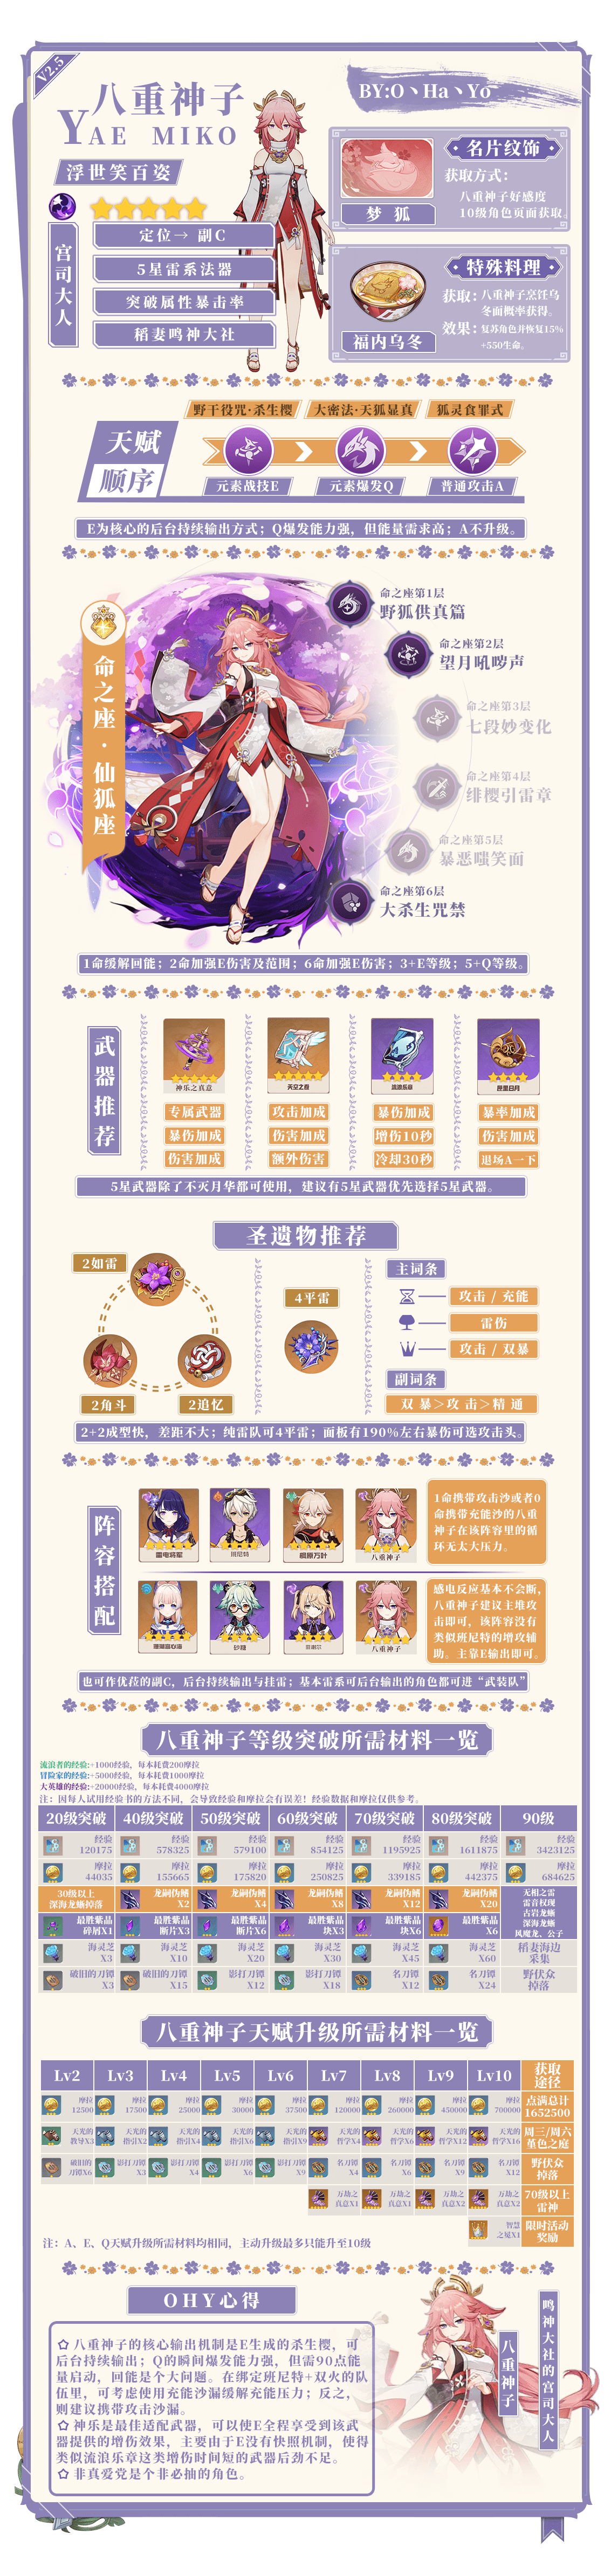 V2.5
八重神子
YAE MIKO
BY:O丶Ha丶Yo
浮世笑百姿
宫司大人
定位→ 副C
5星雷系法器
突破属性暴击率
稻妻鸣神大社
名片纹饰
获取方式：
八重神子好感度
10级角色页面获取。
梦 狐
特殊料理
获取：八重神子烹饪乌
冬面概率获得。
效果：复苏角色并恢复15%
+550生命。
福内乌冬
野干役咒·杀生樱
大密法·天狐显真
狐灵食罪式
天赋
顺序
元素战技E
元素爆发Q
普通攻击A
E为核心的后台持续输出方式；Q爆发能力强，但能量需求高；A不升级。
命之座·仙狐座
命之座第1层
野狐供真篇
命之座第2层
望月吼哕声
命之座第3层
七段妙变化
命之座第4层
绯樱引雷章
命之座第5层
暴恶嗤笑面
命之座第6层
大杀生咒禁
1命缓解回能；2命加强E伤害及范围；6命加强E伤害；3+E等级；5+Q等级。
武器推荐
神乐之真意
天空之卷
流浪乐章
匣里日月
专属武器
攻击加成
暴伤加成
暴率加成
暴伤加成
伤害加成
增伤10秒
伤害加成
伤害加成
额外伤害
冷却30秒
退场A一下
5星武器除了不灭月华都可使用，建议有5星武器优先选择5星武器。
圣遗物推荐
2如雷
2角斗
2追忆
4平雷
主词条
攻击 / 充能
雷伤
攻击 / 双暴
副词条
双 暴＞攻 击＞精 通
2+2成型快，差距不大；纯雷队可4平雷；面板有190%左右暴伤可选攻击头。
阵容搭配
雷电将军
班尼特
枫原万叶
八重神子
1命携带攻击沙或者0
命携带充能沙的八重
神子在该阵容里的循
环无太大压力。
珊瑚宫心海
砂糖
菲谢尔
八重神子
感电反应基本不会断，
八重神子建议主堆攻
击即可，该阵容没有
类似班尼特的增攻辅
助。主靠E输出即可。
也可作优菈的副C，后台持续输出与挂雷；基本雷系可后台输出的角色都可进“武装队”
八重神子等级突破所需材料一览
流浪者的经验:+1000经验，每本耗费200摩拉
冒险家的经验:+5000经验，每本耗费1000摩拉
大英雄的经验:+20000经验，每本耗费4000摩拉
注：因每人试用经验书的方法不同，会导致经验和摩拉会有误差！经验数据和摩拉仅供参考。
20级突破 40级突破 50级突破 60级突破 70级突破 80级突破 90级
经验 经验 经验 经验 经验 经验 经验
120175 578325 579100 854125 1195925 1611875 3423125
摩拉 摩拉 摩拉 摩拉 摩拉 摩拉 摩拉
44035 155665 175820 250825 339185 442375 684625
30级以上
深海龙蜥掉落
龙嗣伪鳍 龙嗣伪鳍 龙嗣伪鳍 龙嗣伪鳍 龙嗣伪鳍
X2 X4 X8 X12 X20
无相之雷
雷音权现
古岩龙蜥
深海龙蜥
风魔龙、公子
最胜紫晶 最胜紫晶 最胜紫晶 最胜紫晶 最胜紫晶 最胜紫晶
碎屑X1 断片X3 断片X6 块X3 块X6 X6
海灵芝 海灵芝 海灵芝 海灵芝 海灵芝 海灵芝 稻妻海边
X3 X10 X20 X30 X45 X60 采集
破旧的刀镡 破旧的刀镡 影打刀镡 影打刀镡 名刀镡 名刀镡 野伏众
X3 X15 X12 X18 X12 X24 掉落
八重神子天赋升级所需材料一览
Lv2 Lv3 Lv4 Lv5 Lv6 Lv7 Lv8 Lv9 Lv10 获取
途径
摩拉 摩拉 摩拉 摩拉 摩拉 摩拉 摩拉 摩拉 摩拉 点满总计
12500 17500 25000 30000 37500 120000 260000 450000 700000 1652500
天光的 天光的 天光的 天光的 天光的 天光的 天光的 天光的 天光的 周三/周六
教导X3 指引X2 指引X4 指引X6 指引X9 哲学X4 哲学X6 哲学X12 哲学X16 堇色之庭
破旧的 影打刀镡 影打刀镡 影打刀镡 影打刀镡 名刀镡 名刀镡 名刀镡 名刀镡 野伏众
刀镡X6 X3 X4 X6 X9 X4 X6 X9 X12 掉落
万劫之 万劫之 万劫之 万劫之 70级以上
真意X1 真意X1 真意X2 真意X2 雷神
智慧 限时活动
之冕X1 奖励
注：A、E、Q天赋升级所需材料均相同，主动升级最多只能升至10级
OHY心得
八重神子的核心输出机制是E生成的杀生樱，可
后台持续输出；Q的瞬间爆发能力强，但需90点能
量启动，回能是个大问题。在绑定班尼特+双火的队
伍里，可考虑使用充能沙漏缓解充能压力；反之，
则建议携带攻击沙漏。
神乐是最佳适配武器，可以使E全程享受到该武
器提供的增伤效果，主要由于E没有快照机制，使得
类似流浪乐章这类增伤时间短的武器后劲不足。
非真爱党是个非必抽的角色。
八重神子
鸣神大社的宫司大人